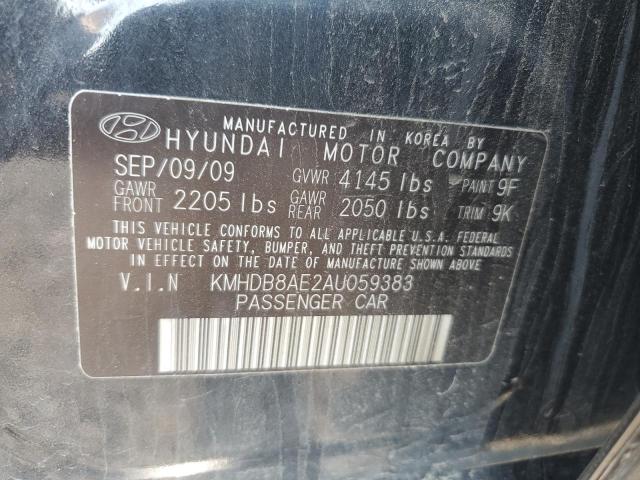 MANUFACTURED IN KOREA BY
HYUNDAI MOTOR COMPANY
SEP/09/09 GVWR 4145 lbs PAINT 9F
GAWR FRONT 2205 lbs GAWR REAR 2050 lbs TRIM 9K
THIS VEHICLE CONFORMS TO ALL APPLICABLE U.S.A. FEDERAL
MOTOR VEHICLE SAFETY, BUMPER, AND THEFT PREVENTION STANDARDS
IN EFFECT ON THE DATE OF MANUFACTURE SHOWN ABOVE.
V.I.N KMHDB8AE2AU059383
PASSENGER CAR